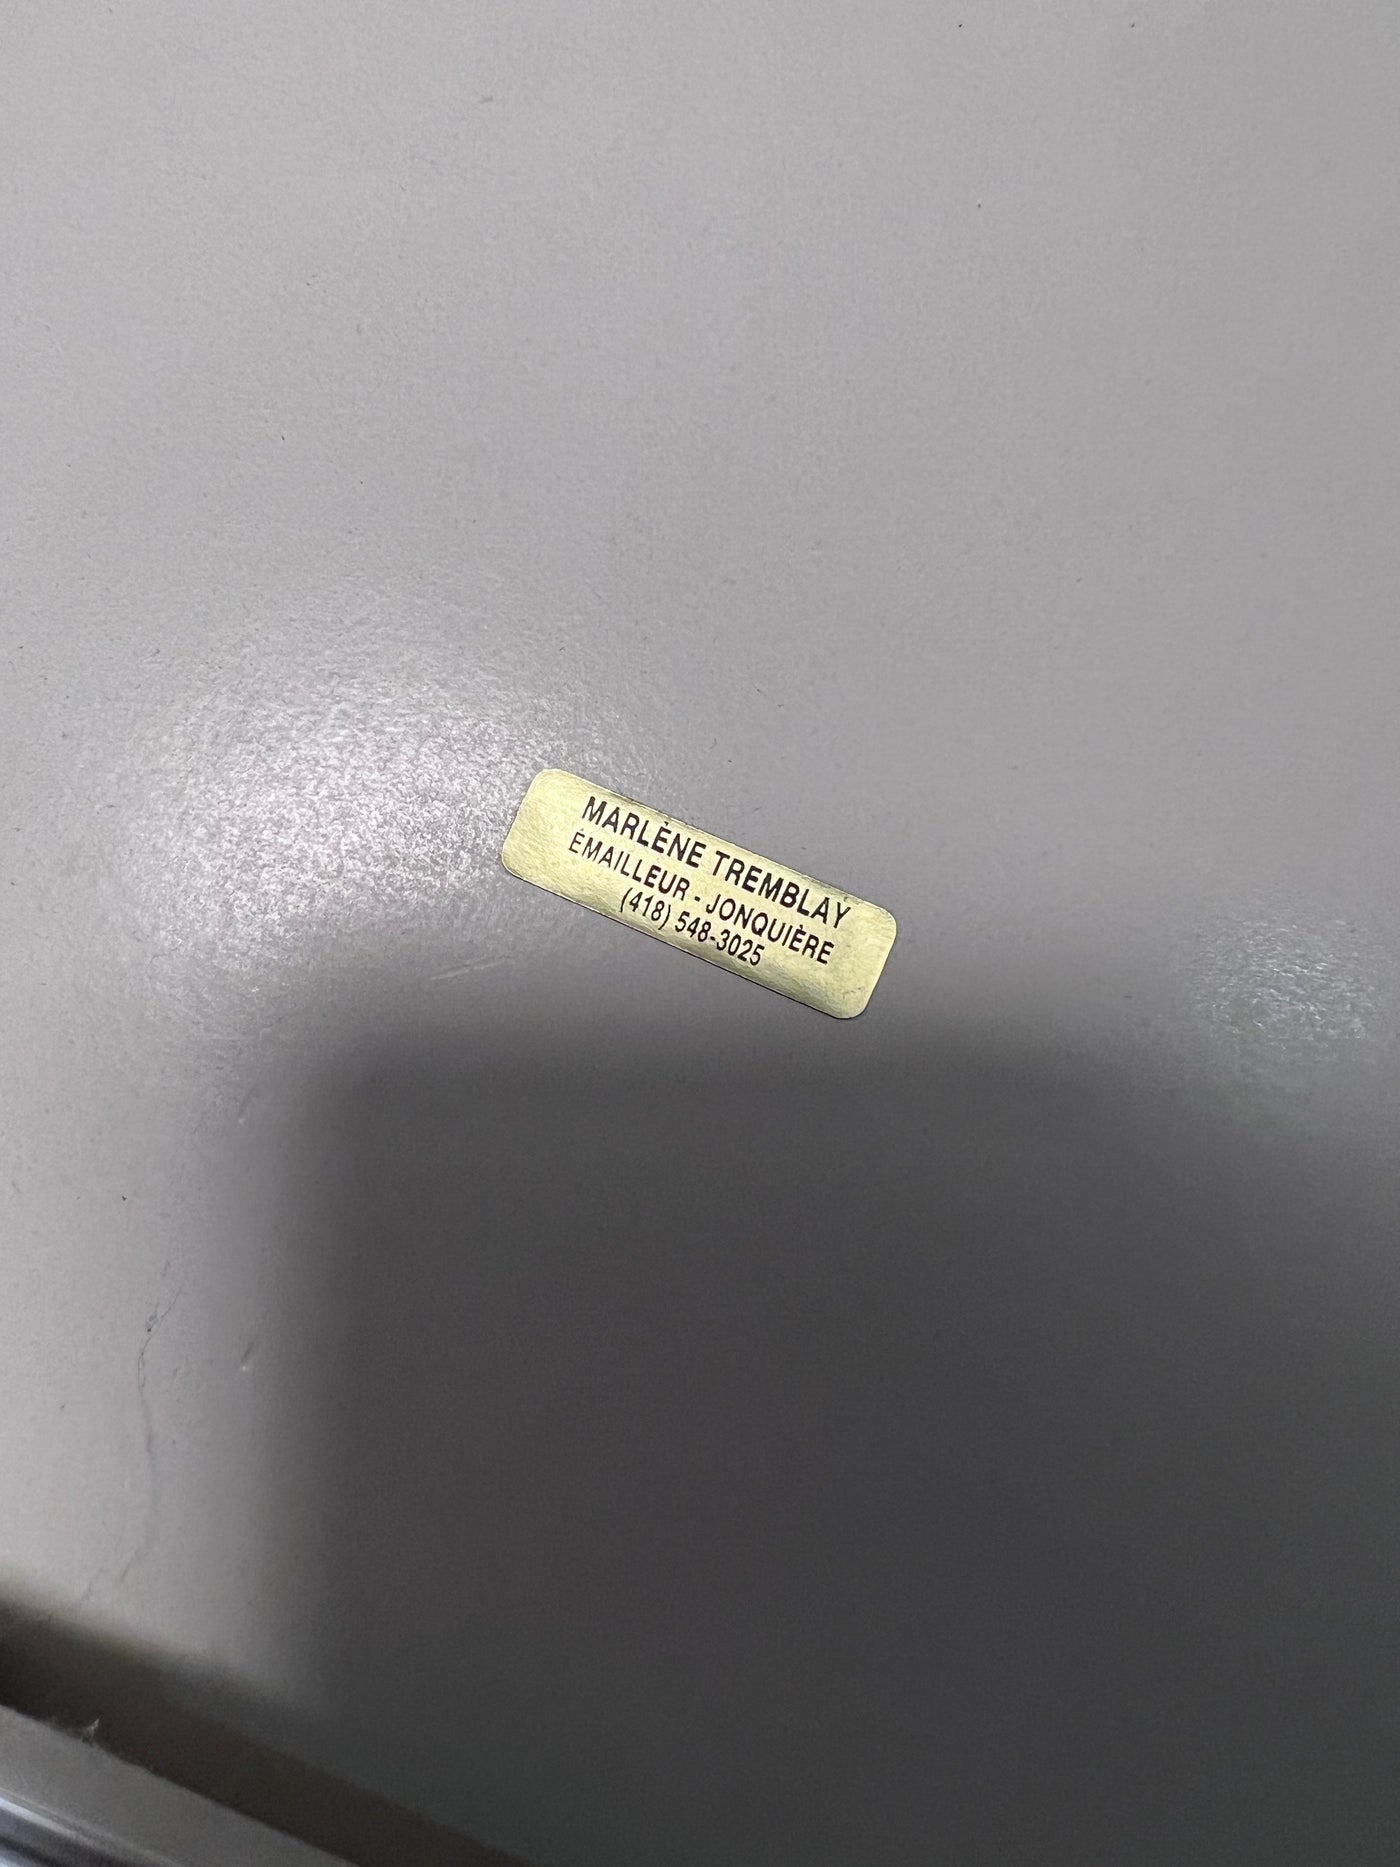 MARLÈNE TREMBLAY
ÉMAILLEUR - JONQUIÈRE
(418) 548-3025